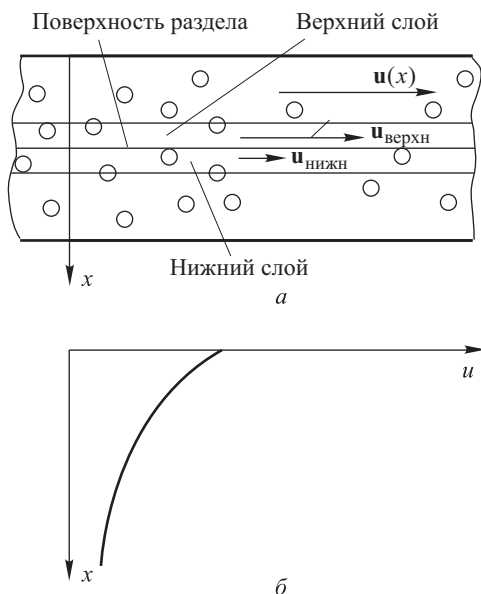 Поверхность раздела Верхний слой
u(x)
uверхн
uнижн
Нижний слой
x
а
u
x
б